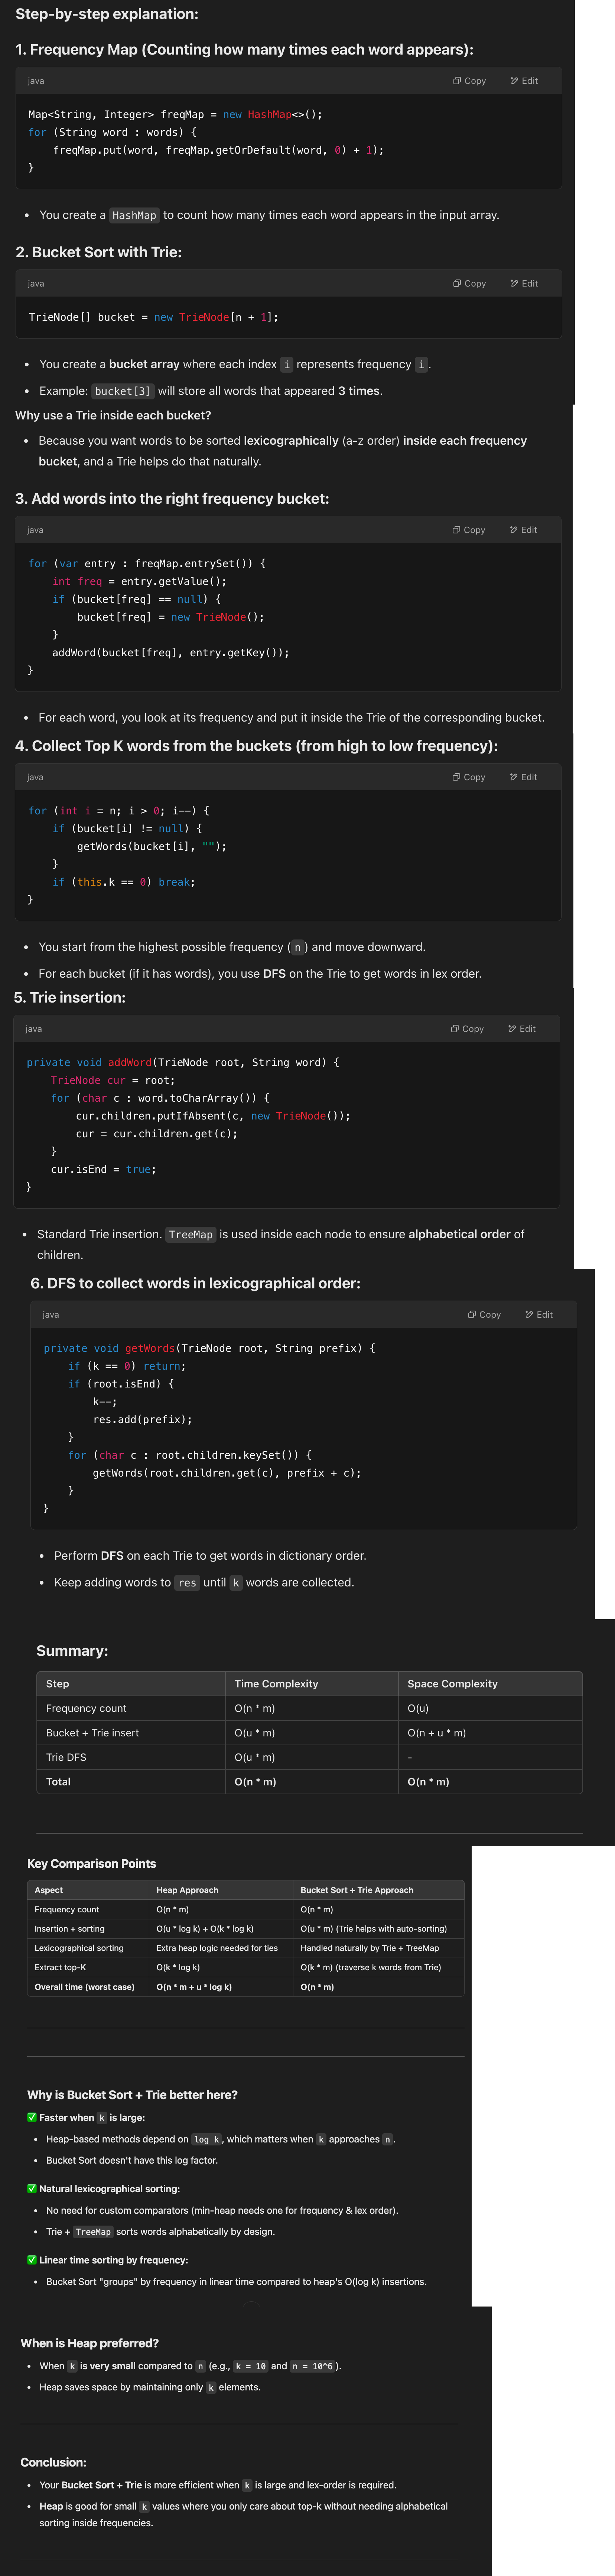 Step-by-step explanation:
1. Frequency Map (Counting how many times each word appears):
java
Copy
Edit
Map<String, Integer> freqMap = new HashMap<>();
for (String word : words) {
    freqMap.put(word, freqMap.getOrDefault(word, 0) + 1);
}
• You create a HashMap to count how many times each word appears in the input array.
2. Bucket Sort with Trie:
java
Copy
Edit
TrieNode[] bucket = new TrieNode[n + 1];
• You create a bucket array where each index i represents frequency i.
• Example: bucket[3] will store all words that appeared 3 times.
Why use a Trie inside each bucket?
• Because you want words to be sorted lexicographically (a-z order) inside each frequency
bucket, and a Trie helps do that naturally.
3. Add words into the right frequency bucket:
java
Copy
Edit
for (var entry : freqMap.entrySet()) {
    int freq = entry.getValue();
    if (bucket[freq] == null) {
        bucket[freq] = new TrieNode();
    }
    addWord(bucket[freq], entry.getKey());
}
• For each word, you look at its frequency and put it inside the Trie of the corresponding bucket.
4. Collect Top K words from the buckets (from high to low frequency):
java
Copy
Edit
for (int i = n; i > 0; i--) {
    if (bucket[i] != null) {
        getWords(bucket[i], "");
    }
    if (this.k == 0) break;
}
• You start from the highest possible frequency (n) and move downward.
• For each bucket (if it has words), you use DFS on the Trie to get words in lex order.
5. Trie insertion:
java
Copy
Edit
private void addWord(TrieNode root, String word) {
    TrieNode cur = root;
    for (char c : word.toCharArray()) {
        cur.children.putIfAbsent(c, new TrieNode());
        cur = cur.children.get(c);
    }
    cur.isEnd = true;
}
• Standard Trie insertion. TreeMap is used inside each node to ensure alphabetical order of
children.
6. DFS to collect words in lexicographical order:
java
Copy
Edit
private void getWords(TrieNode root, String prefix) {
    if (k == 0) return;
    if (root.isEnd) {
        k--;
        res.add(prefix);
    }
    for (char c : root.children.keySet()) {
        getWords(root.children.get(c), prefix + c);
    }
}
• Perform DFS on each Trie to get words in dictionary order.
• Keep adding words to res until k words are collected.
Summary:
Step Time Complexity Space Complexity
Frequency count O(n * m) O(u)
Bucket + Trie insert O(u * m) O(n + u * m)
Trie DFS O(u * m) -
Total O(n * m) O(n * m)
Key Comparison Points
Aspect Heap Approach Bucket Sort + Trie Approach
Frequency count O(n * m) O(n * m)
Insertion + sorting O(u * log k) + O(k * log k) O(u * m) (Trie helps with auto-sorting)
Lexicographical sorting Extra heap logic needed for ties Handled naturally by Trie + TreeMap
Extract top-K O(k * log k) O(k * m) (traverse k words from Trie)
Overall time (worst case) O(n * m + u * log k) O(n * m)
Why is Bucket Sort + Trie better here?
✅ Faster when k is large:
• Heap-based methods depend on log k, which matters when k approaches n.
• Bucket Sort doesn't have this log factor.
✅ Natural lexicographical sorting:
• No need for custom comparators (min-heap needs one for frequency & lex order).
• Trie + TreeMap sorts words alphabetically by design.
✅ Linear time sorting by frequency:
• Bucket Sort "groups" by frequency in linear time compared to heap's O(log k) insertions.
When is Heap preferred?
• When k is very small compared to n (e.g., k = 10 and n = 10^6).
• Heap saves space by maintaining only k elements.
Conclusion:
• Your Bucket Sort + Trie is more efficient when k is large and lex-order is required.
• Heap is good for small k values where you only care about top-k without needing alphabetical
sorting inside frequencies.